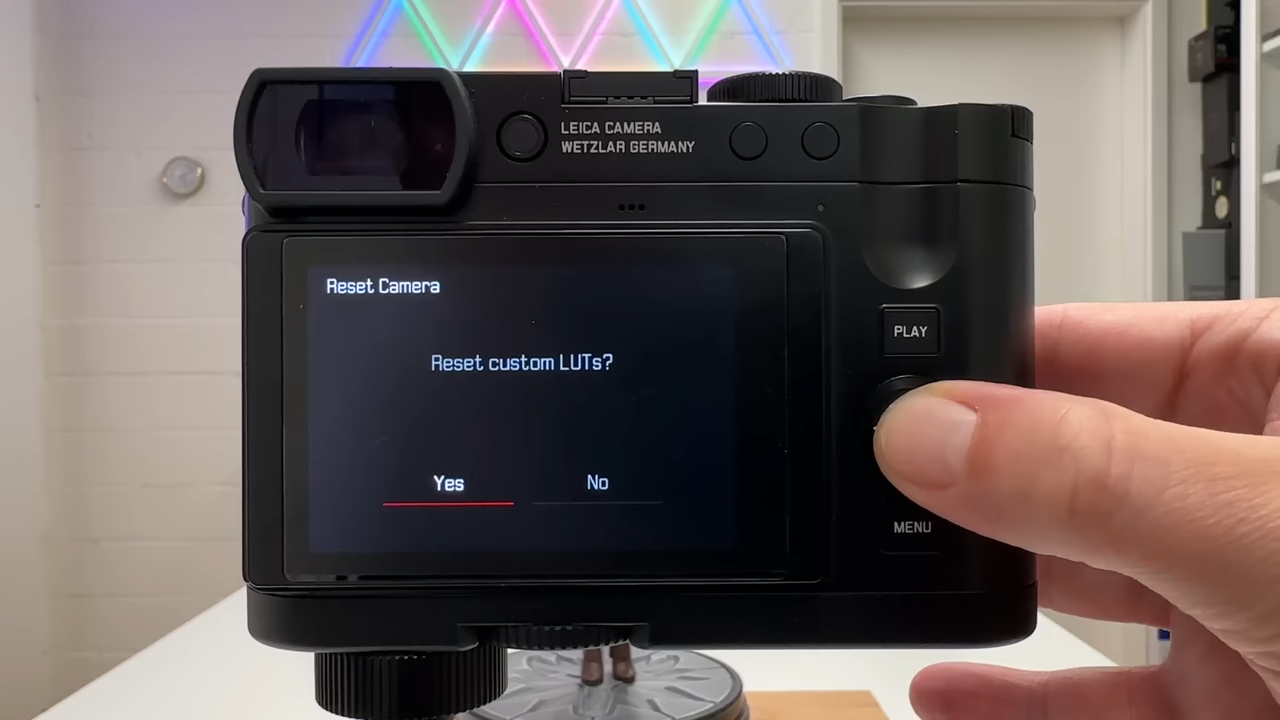 LEICA CAMERA
WETZLAR GERMANY
Reset Camera
Reset custom LUTs?
Yes
No
PLAY
MENU